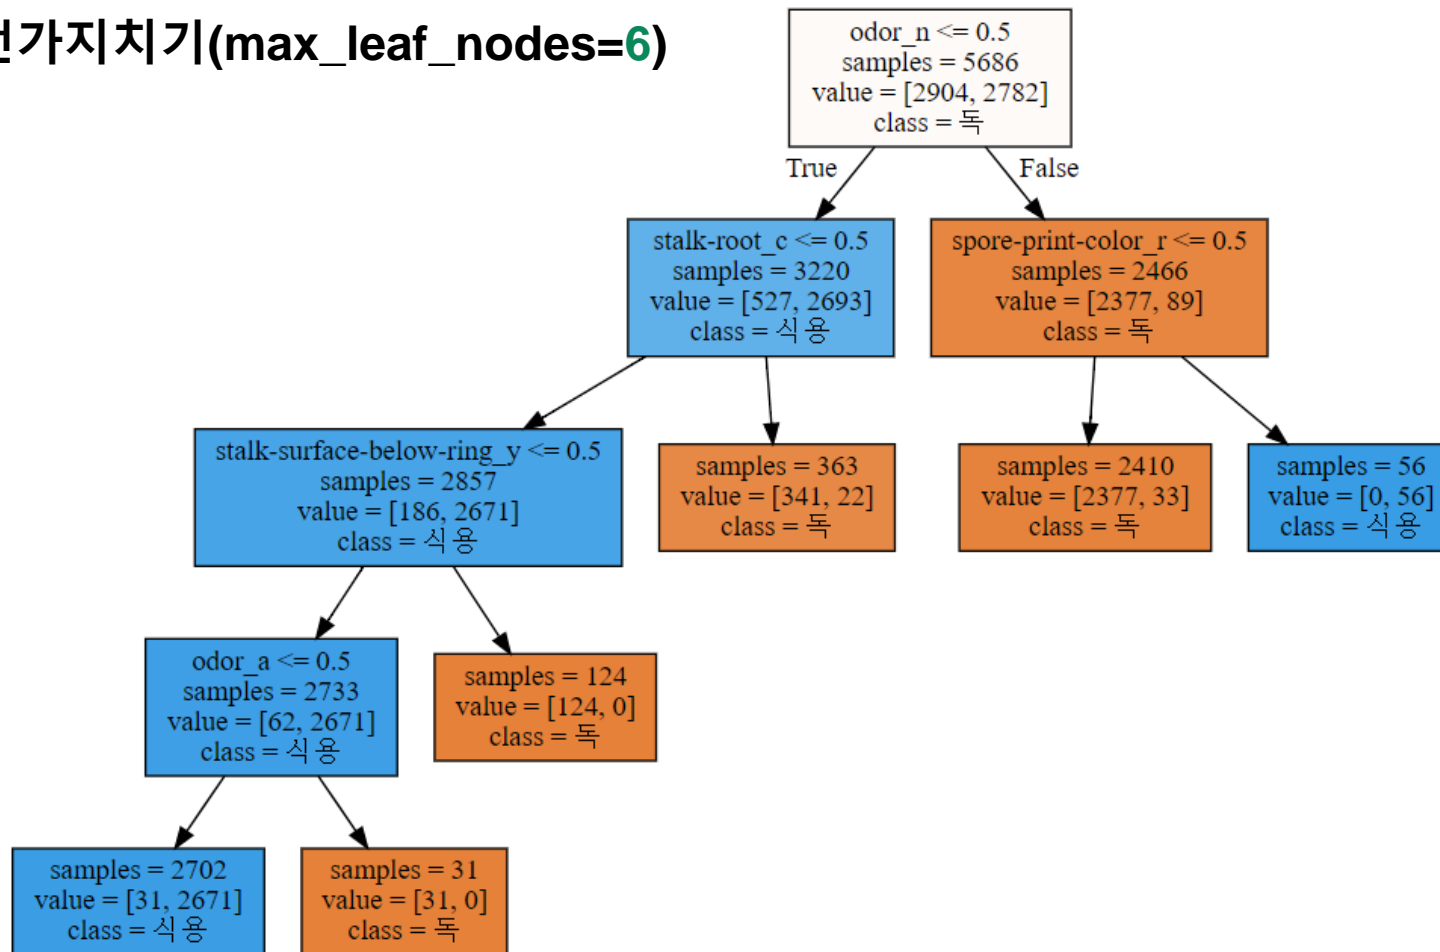 전가지치기(max_leaf_nodes=6)
odor_n <= 0.5
samples = 5686
value = [2904, 2782]
class = 독
True
False
stalk-root_c <= 0.5
samples = 3220
value = [527, 2693]
class = 식용
spore-print-color_r <= 0.5
samples = 2466
value = [2377, 89]
class = 독
stalk-surface-below-ring_y <= 0.5
samples = 2857
value = [186, 2671]
class = 식용
samples = 363
value = [341, 22]
class = 독
samples = 2410
value = [2377, 33]
class = 독
samples = 56
value = [0, 56]
class = 식용
odor_a <= 0.5
samples = 2733
value = [62, 2671]
class = 식용
samples = 124
value = [124, 0]
class = 독
samples = 2702
value = [31, 2671]
class = 식용
samples = 31
value = [31, 0]
class = 독